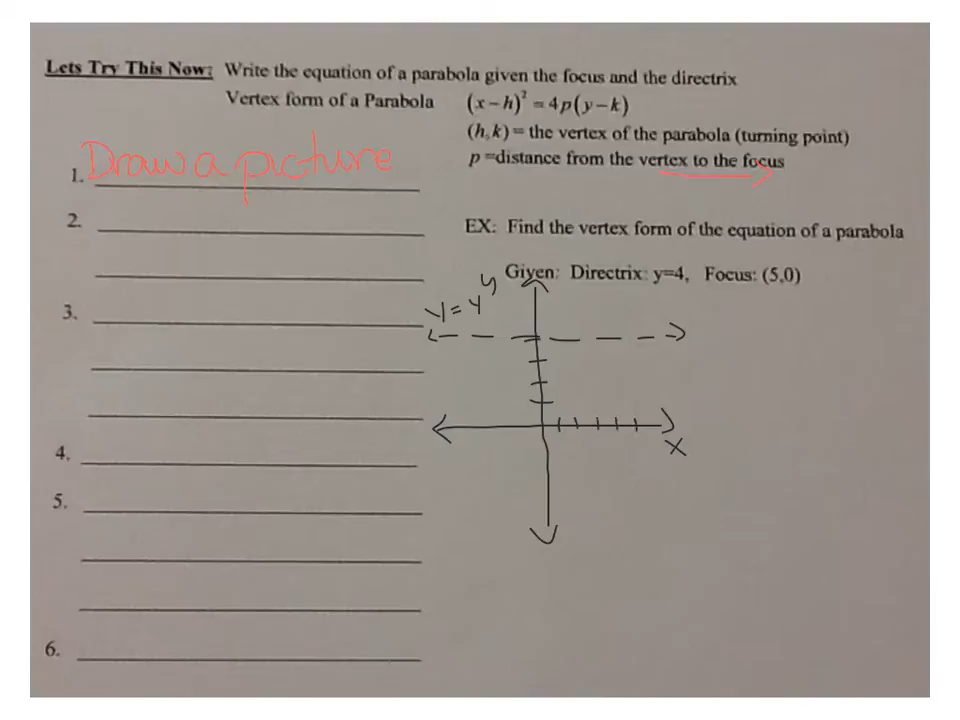 Lets Try This Now: Write the equation of a parabola given the focus and the directrix
Vertex form of a Parabola (x-h)² = 4p(y-k)
(h,k) = the vertex of the parabola (turning point)
p =distance from the vertex to the focus
1. Draw a picture
2.
EX: Find the vertex form of the equation of a parabola
Given: Directrix: y=4, Focus: (5,0)
y
y=4
3.
x
4.
5.
6.